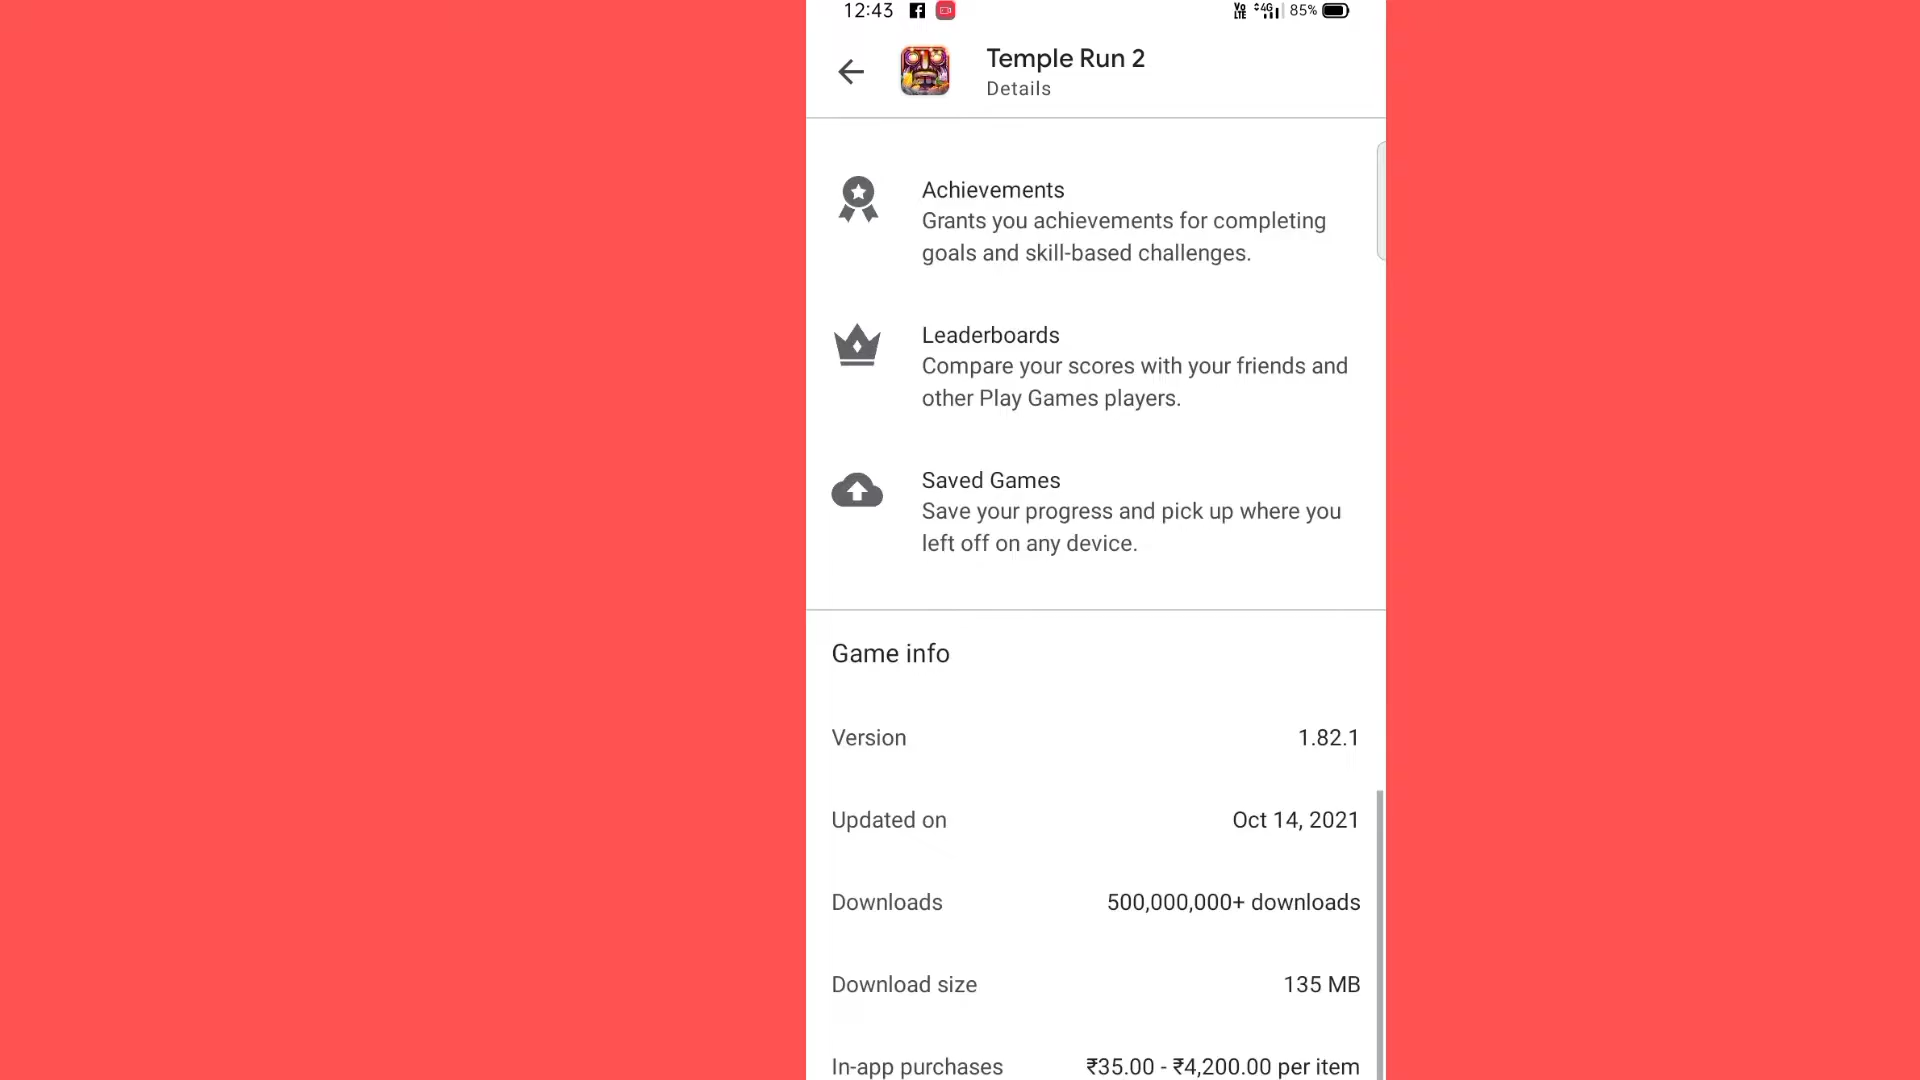 12:43 Vo LTE 4G 85%
Temple Run 2
Details
Achievements
Grants you achievements for completing
goals and skill-based challenges.
Leaderboards
Compare your scores with your friends and
other Play Games players.
Saved Games
Save your progress and pick up where you
left off on any device.
Game info
Version 1.82.1
Updated on Oct 14, 2021
Downloads 500,000,000+ downloads
Download size 135 MB
In-app purchases ₹35.00 - ₹4,200.00 per item